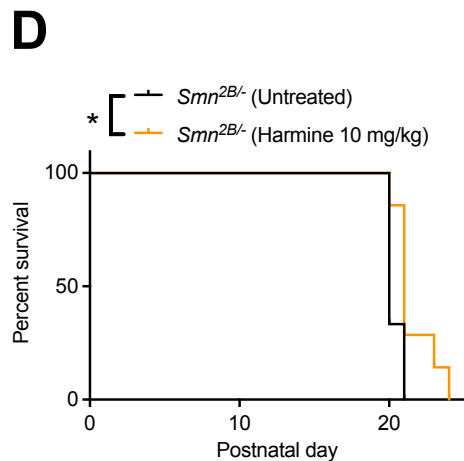 D
Smn2B/- (Untreated)
*
Smn2B/- (Harmine 10 mg/kg)
100
50
0
Percent survival
0 10 20
Postnatal day